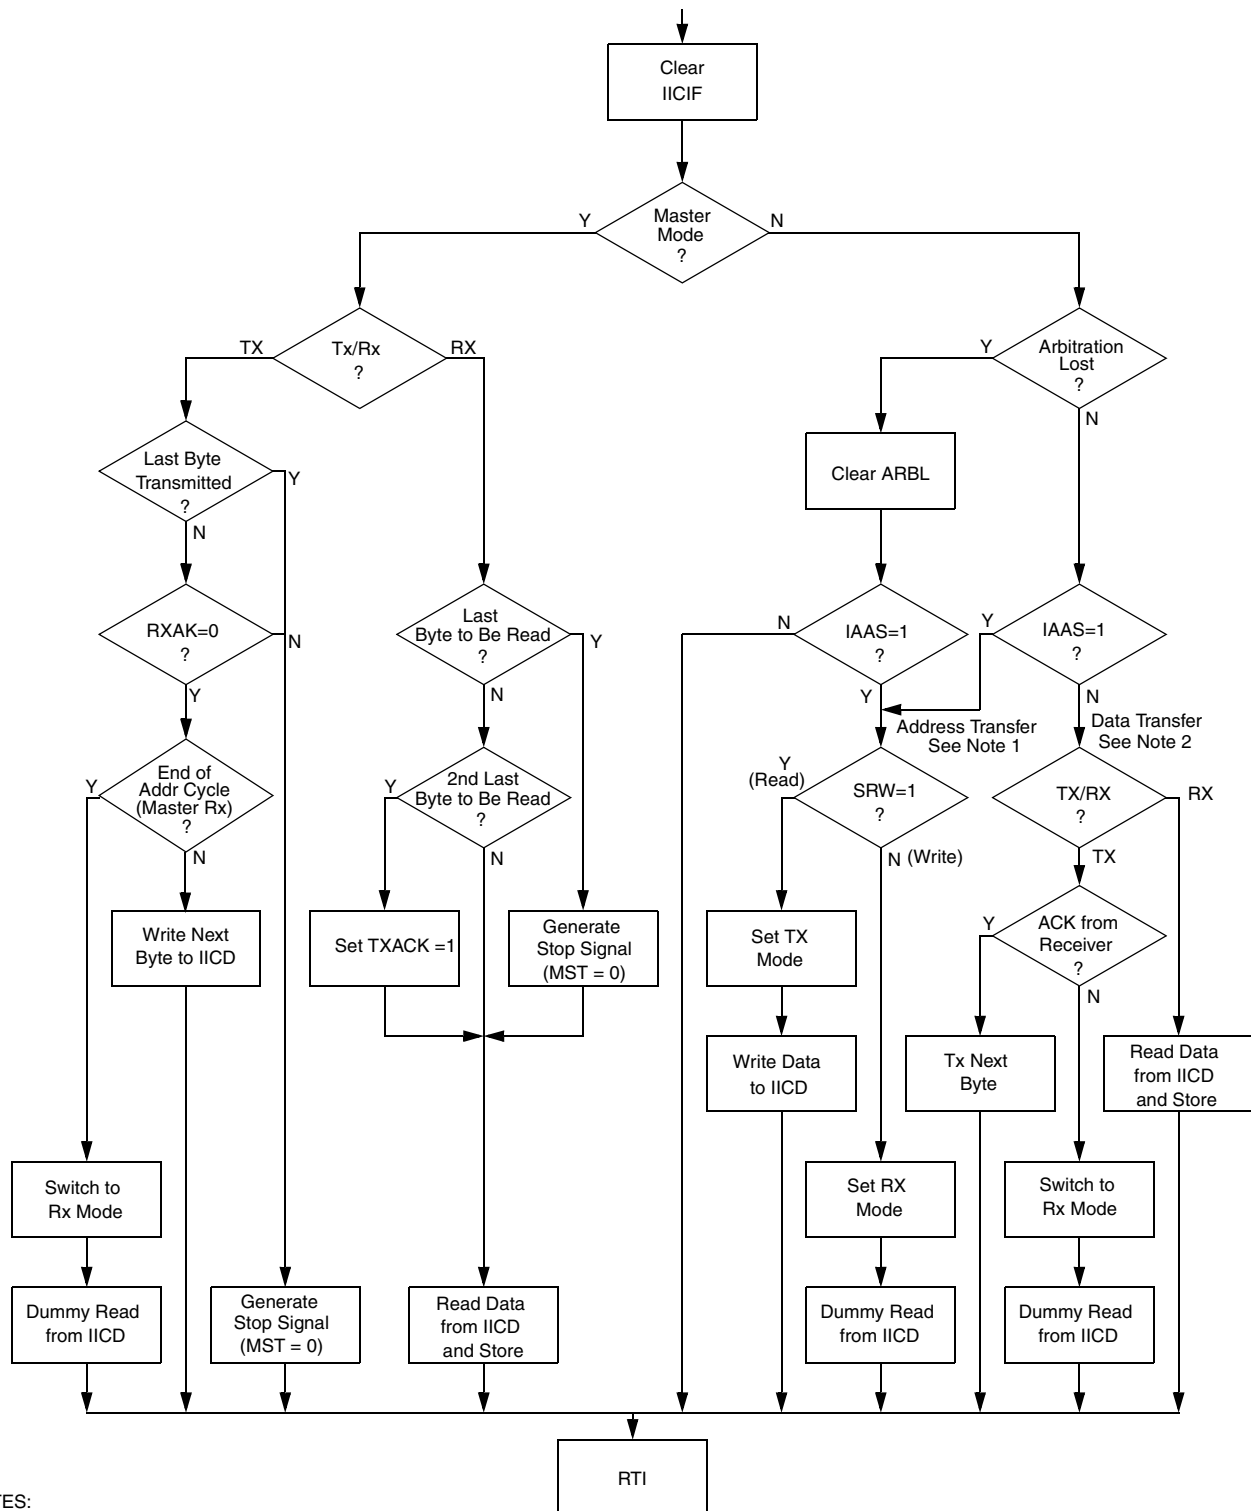 Clear
IICIF
Master
Mode
?
Y
N
Tx/Rx
?
TX
RX
Arbitration
Lost
?
Y
N
Last Byte
Transmitted
?
Y
N
Clear ARBL
RXAK=0
?
N
Y
Last
Byte to Be Read
?
Y
N
IAAS=1
?
N
Y
IAAS=1
?
Y
N
Address Transfer
See Note 1
Data Transfer
See Note 2
End of
Addr Cycle
(Master Rx)
?
Y
N
2nd Last
Byte to Be Read
?
Y
N
Y
(Read)
SRW=1
?
N (Write)
TX/RX
?
RX
TX
Write Next
Byte to IICD
Set TXACK =1
Generate
Stop Signal
(MST = 0)
Set TX
Mode
ACK from
Receiver
?
Y
N
Write Data
to IICD
Tx Next
Byte
Read Data
from IICD
and Store
Switch to
Rx Mode
Set RX
Mode
Switch to
Rx Mode
Dummy Read
from IICD
Generate
Stop Signal
(MST = 0)
Read Data
from IICD
and Store
Dummy Read
from IICD
Dummy Read
from IICD
RTI
TES: